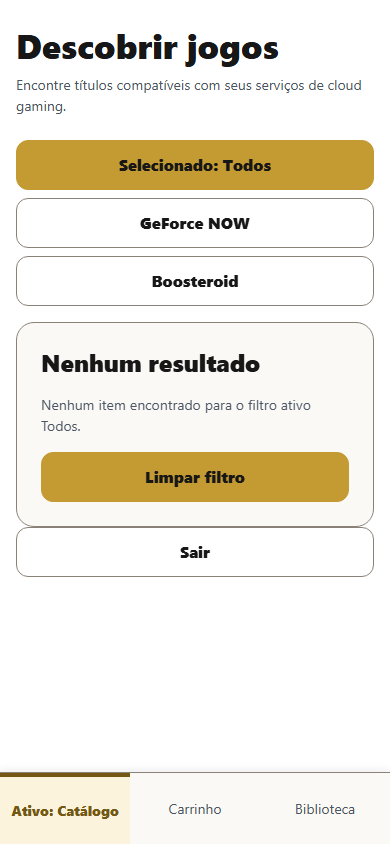 Descobrir jogos
Encontre títulos compatíveis com seus serviços de cloud
gaming.
Selecionado: Todos
GeForce NOW
Boosteroid
Nenhum resultado
Nenhum item encontrado para o filtro ativo
Todos.
Limpar filtro
Sair
Ativo: Catálogo
Carrinho
Biblioteca